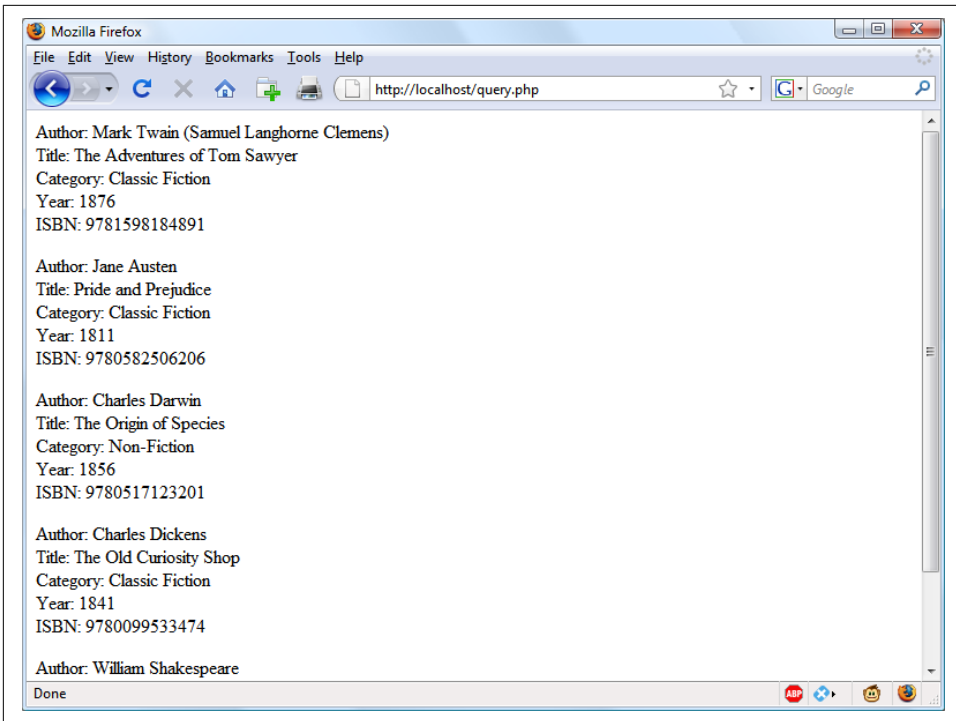 Mozilla Firefox
File Edit View History Bookmarks Tools Help
http://localhost/query.php
G Google
Author: Mark Twain (Samuel Langhorne Clemens)
Title: The Adventures of Tom Sawyer
Category: Classic Fiction
Year: 1876
ISBN: 9781598184891
Author: Jane Austen
Title: Pride and Prejudice
Category: Classic Fiction
Year: 1811
ISBN: 9780582506206
Author: Charles Darwin
Title: The Origin of Species
Category: Non-Fiction
Year: 1856
ISBN: 9780517123201
Author: Charles Dickens
Title: The Old Curiosity Shop
Category: Classic Fiction
Year: 1841
ISBN: 9780099533474
Author: William Shakespeare
Done
ABP